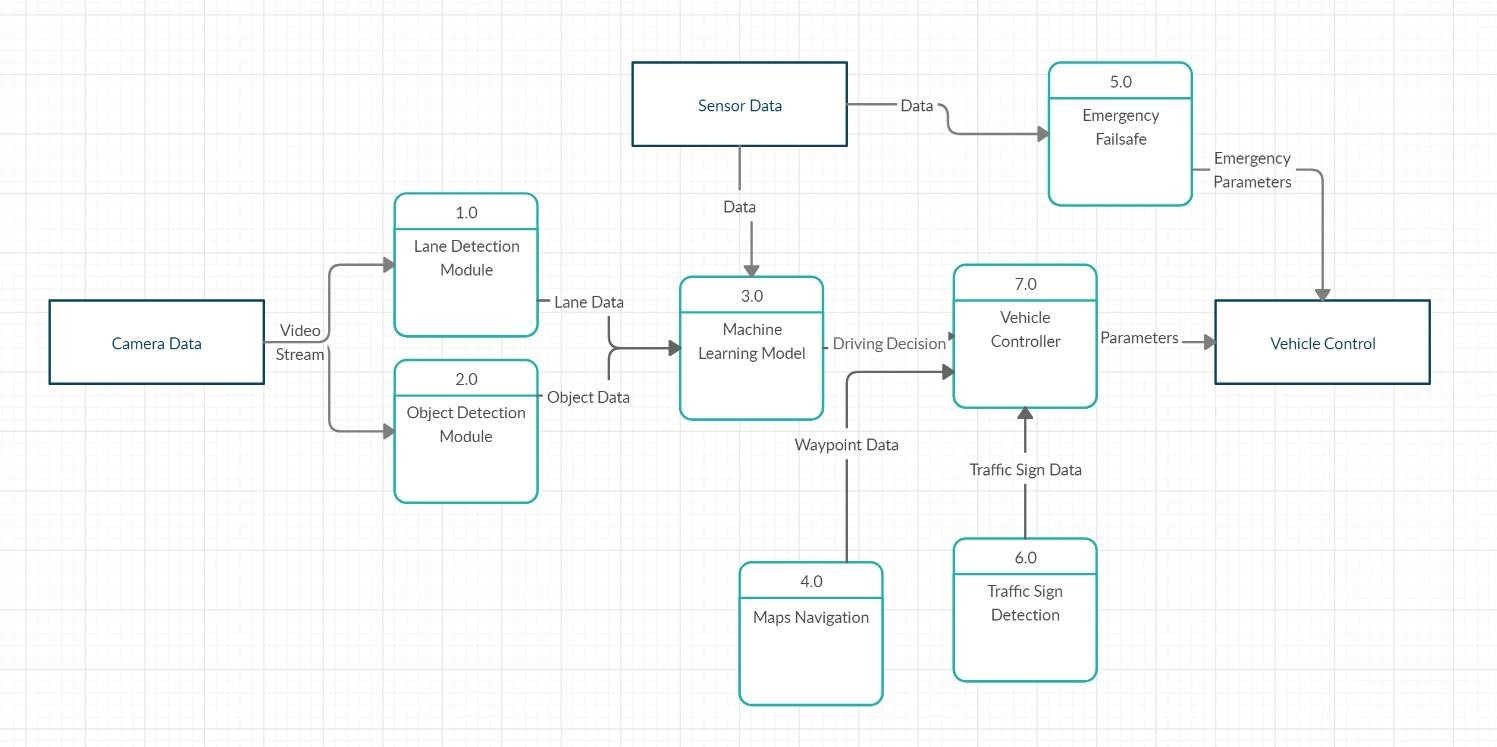 Sensor Data
Data
5.0
Emergency
Failsafe
Emergency
Parameters
Data
1.0
Lane Detection
Module
Lane Data
Camera Data
Video
Stream
2.0
Object Detection
Module
Object Data
3.0
Machine
Learning Model
Driving Decision
7.0
Vehicle
Controller
Parameters
Vehicle Control
Waypoint Data
Traffic Sign Data
4.0
Maps Navigation
6.0
Traffic Sign
Detection